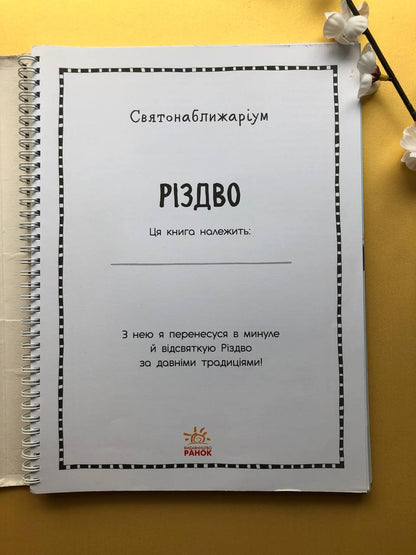 Святонаближаріум
РІЗДВО
Ця книга належить:
З нею я перенесуся в минуле
й відсвяткую Різдво
за давніми традиціями!
ВИДАВНИЦТВО
РАНОК